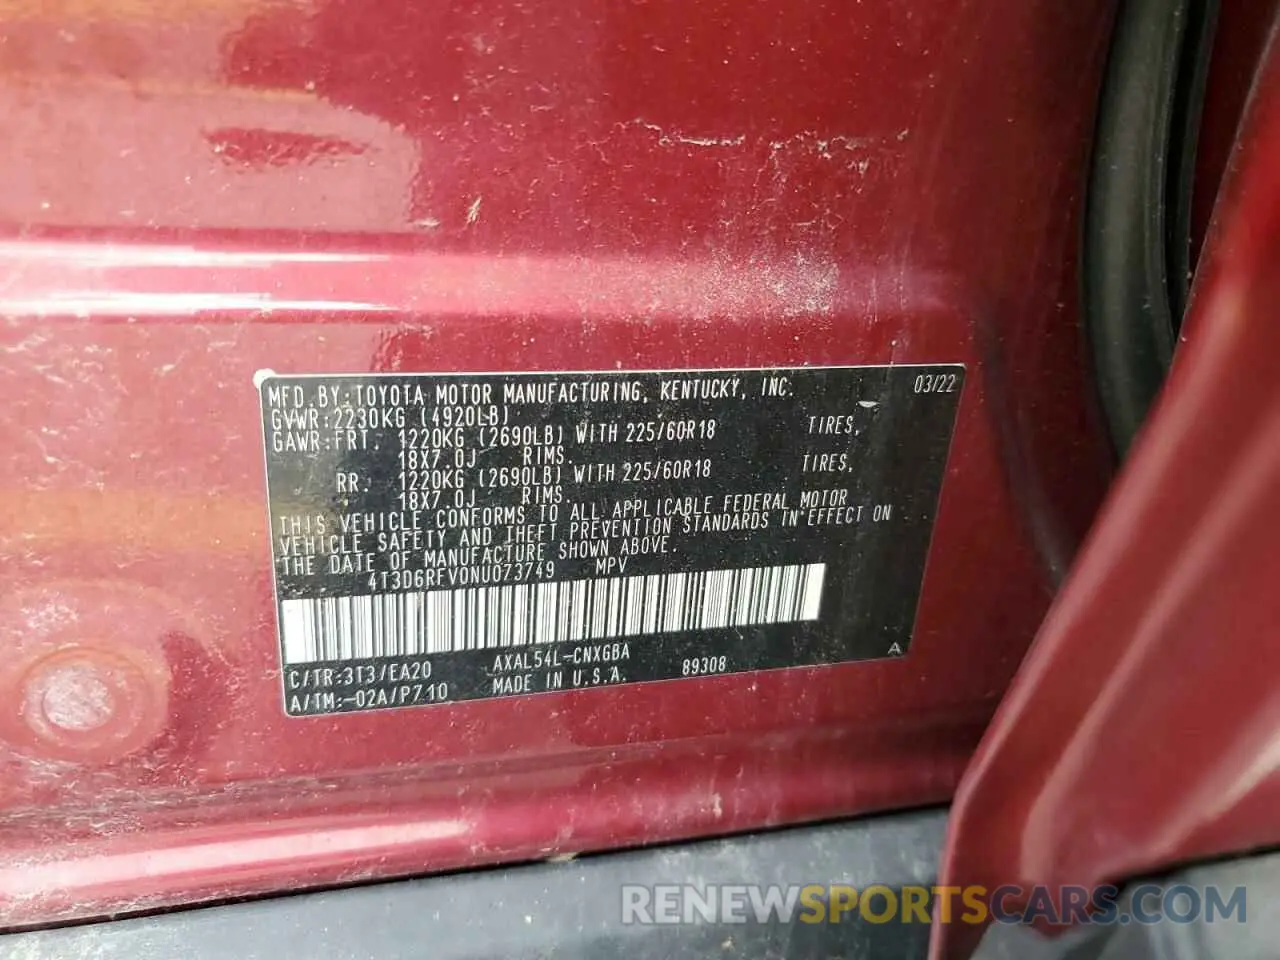 MFD. BY: TOYOTA MOTOR MANUFACTURING, KENTUCKY, INC. 03/22
GVWR: 2230KG (4920LB)
GAWR: FRT. 1220KG (2690LB) WITH 225/60R18 TIRES,
18X7.0J RIMS.
RR. 1220KG (2690LB) WITH 225/60R18 TIRES,
18X7.0J RIMS.
THIS VEHICLE CONFORMS TO ALL APPLICABLE FEDERAL MOTOR
VEHICLE SAFETY AND THEFT PREVENTION STANDARDS IN EFFECT ON
THE DATE OF MANUFACTURE SHOWN ABOVE.
4T3D6RFV0NU073749 MPV
C/TR: 3T3/EA20 AXAL54L-CNXGBA A
A/TM: -02A/P710 MADE IN U.S.A. 89308
RENEWSPORTSCARS.COM